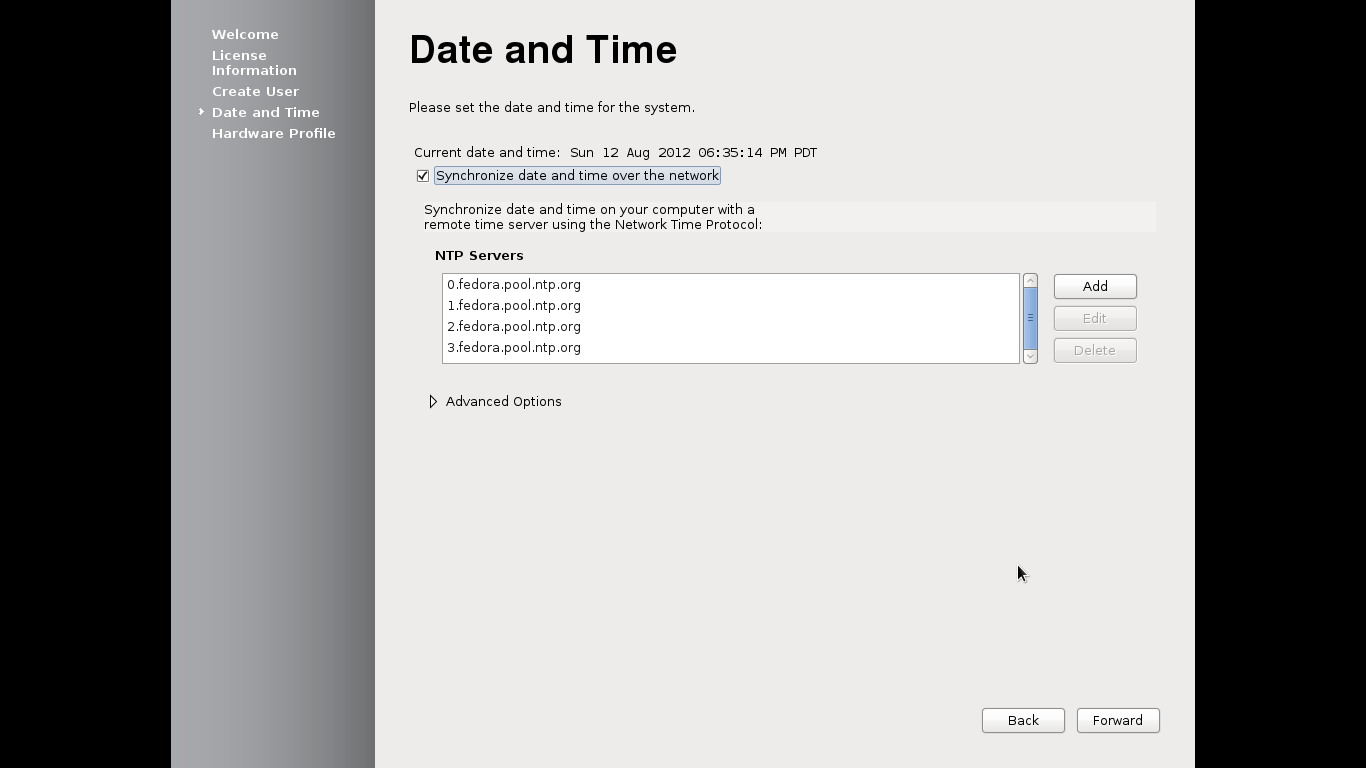 Welcome
License
Information
Create User
Date and Time
Hardware Profile
Date and Time
Please set the date and time for the system.
Current date and time: Sun 12 Aug 2012 06:35:14 PM PDT
Synchronize date and time over the network
Synchronize date and time on your computer with a
remote time server using the Network Time Protocol:
NTP Servers
0.fedora.pool.ntp.org
1.fedora.pool.ntp.org
2.fedora.pool.ntp.org
3.fedora.pool.ntp.org
Add
Edit
Delete
Advanced Options
Back
Forward